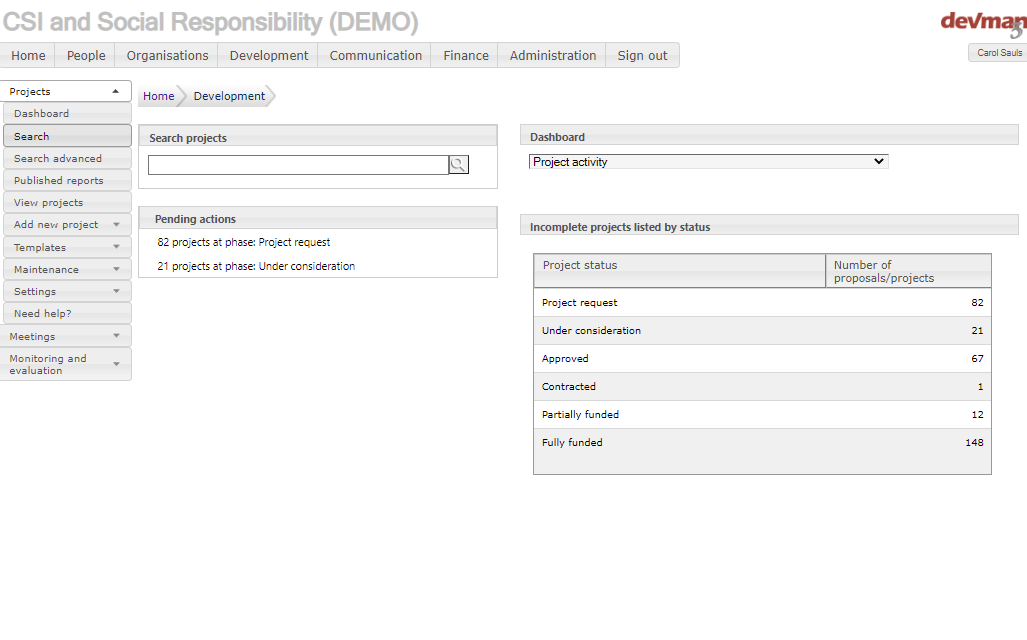 CSI and Social Responsibility (DEMO)
devman
3
Home People Organisations Development Communication Finance Administration Sign out
Carol Sauls
Projects
Dashboard
Search
Search advanced
Published reports
View projects
Add new project
Templates
Maintenance
Settings
Need help?
Meetings
Monitoring and
evaluation
Home Development
Search projects
Pending actions
82 projects at phase: Project request
21 projects at phase: Under consideration
Dashboard
Project activity
Incomplete projects listed by status
Project status Number of
proposals/projects
Project request 82
Under consideration 21
Approved 67
Contracted 1
Partially funded 12
Fully funded 148